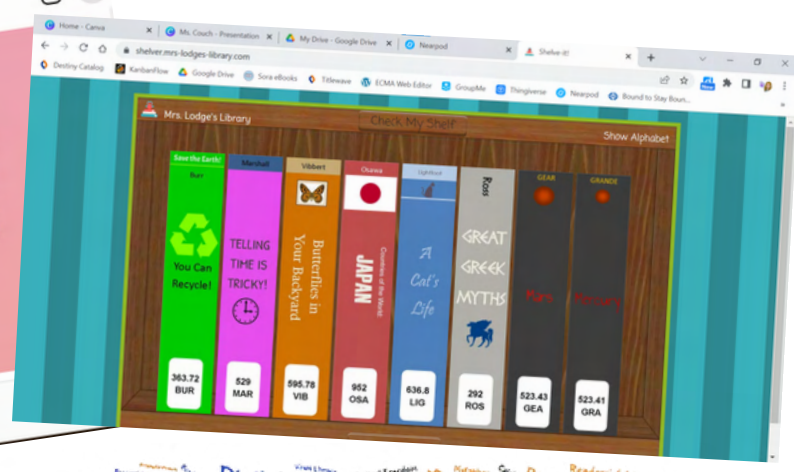 Home - Canva
Ms. Couch - Presentation
My Drive - Google Drive
Nearpod
Shelve-It!
shelver.mrs-lodges-library.com
Destiny Catalog
KanbanFlow
Google Drive
Sora eBooks
Titlewave
ECMA Web Editor
GroupMe
Thingiverse
Nearpod
Bound to Stay Boun...
Mrs. Lodge's Library
Check My Shelf
Show Alphabet
Save the Earth!
Burr
You Can
Recycle!
363.72
BUR
Marshall
TELLING
TIME IS
TRICKY!
529
MAR
Vibbert
Butterflies in
Your Backyard
595.78
VIB
Osawa
Countries of the World
JAPAN
952
OSA
Lightfoot
A
Cat's
Life
636.8
LIG
Ross
GREAT
GREEK
MYTHS
292
ROS
GEAR
Mars
523.43
GEA
GRANDE
Mercury
523.41
GRA